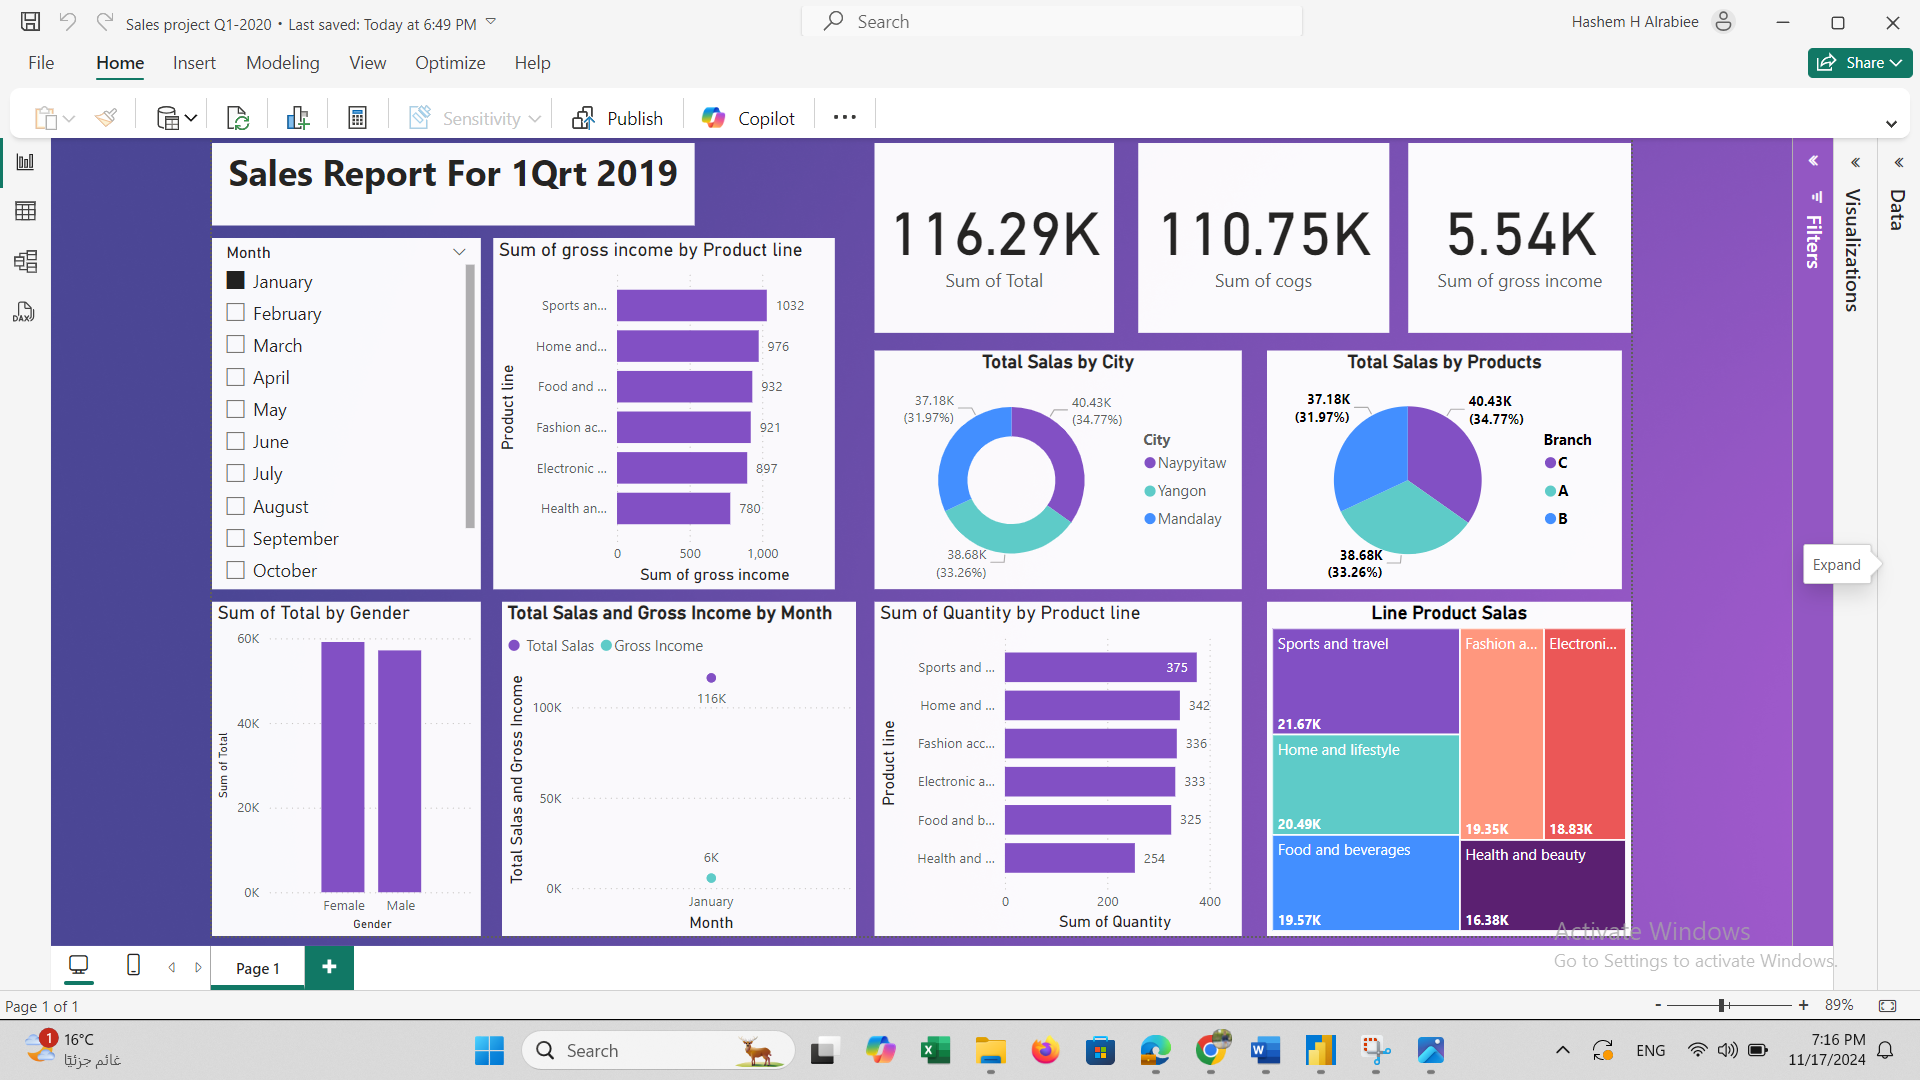 Sales project Q1-2020 • Last saved: Today at 6:49 PM
Search
Hashem H Alrabiee
File Home Insert Modeling View Optimize Help
Share
Sensitivity
Publish
Copilot
Sales Report For 1Qrt 2019
Month
January
February
March
April
May
June
July
August
September
October
Sum of gross income by Product line
Product line
Sports an... 1032
Home and... 976
Food and ... 932
Fashion ac... 921
Electronic ... 897
Health an... 780
0 500 1,000
Sum of gross income
116.29K
Sum of Total
110.75K
Sum of cogs
5.54K
Sum of gross income
Total Salas by City
37.18K
(31.97%)
40.43K
(34.77%)
38.68K
(33.26%)
City
Naypyitaw
Yangon
Mandalay
Total Salas by Products
37.18K
(31.97%)
40.43K
(34.77%)
38.68K
(33.26%)
Branch
C
A
B
Filters
Visualizations
Data
Expand
Sum of Total by Gender
Sum of Total
60K
40K
20K
0K
Female Male
Gender
Total Salas and Gross Income by Month
Total Salas Gross Income
Total Salas and Gross Income
116K
100K
50K
6K
0K
January
Month
Sum of Quantity by Product line
Product line
Sports and ... 375
Home and ... 342
Fashion acc... 336
Electronic a... 333
Food and b... 325
Health and ... 254
0 200 400
Sum of Quantity
Line Product Salas
Sports and travel
21.67K
Home and lifestyle
20.49K
Food and beverages
19.57K
Fashion a...
19.35K
Electroni...
18.83K
Health and beauty
16.38K
Activate Windows
Go to Settings to activate Windows.
Page 1
Page 1 of 1
- + 89%
1
16°C
غائم جزئيًا
Search
ENG
7:16 PM
11/17/2024
DAX